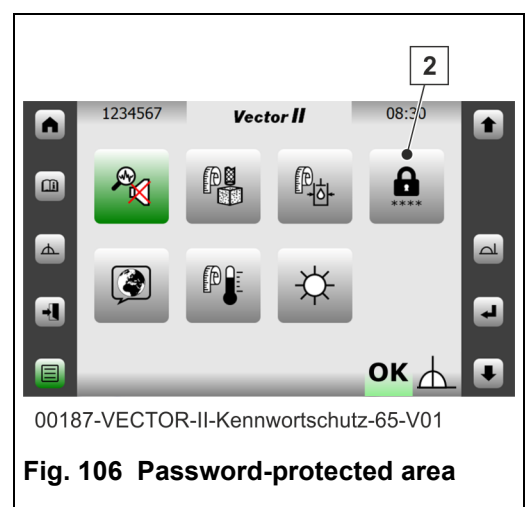 2
1234567 Vector II 08:30
****
OK
00187-VECTOR-II-Kennwortschutz-65-V01
Fig. 106 Password-protected area